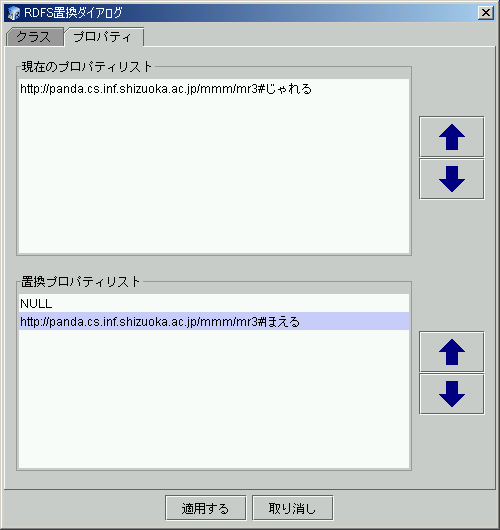 RDFS置換ダイアログ
クラス プロパティ
現在のプロパティリスト
http://panda.cs.inf.shizuoka.ac.jp/mmm/mr3#じゃれる
置換プロパティリスト
NULL
http://panda.cs.inf.shizuoka.ac.jp/mmm/mr3#ほえる
適用する 取り消し